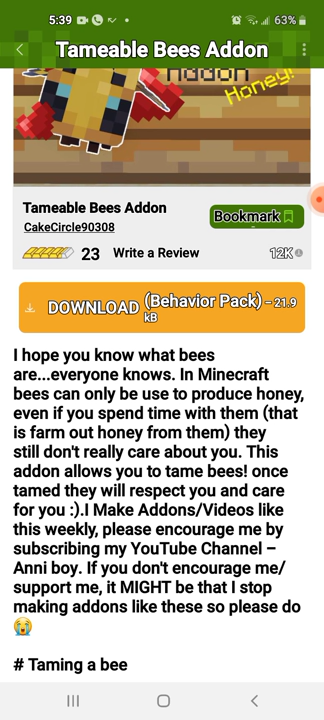 5:39
63%
Tameable Bees Addon
Addon
Honey!
Tameable Bees Addon
Bookmark
CakeCircle90308
23 Write a Review
12K
DOWNLOAD (Behavior Pack) – 21.9
kB
I hope you know what bees
are...everyone knows. In Minecraft
bees can only be use to produce honey,
even if you spend time with them (that
is farm out honey from them) they
still don't really care about you. This
addon allows you to tame bees! once
tamed they will respect you and care
for you :).I Make Addons/Videos like
this weekly, please encourage me by
subscribing my YouTube Channel –
Anni boy. If you don't encourage me/
support me, it MIGHT be that I stop
making addons like these so please do
😭
# Taming a bee